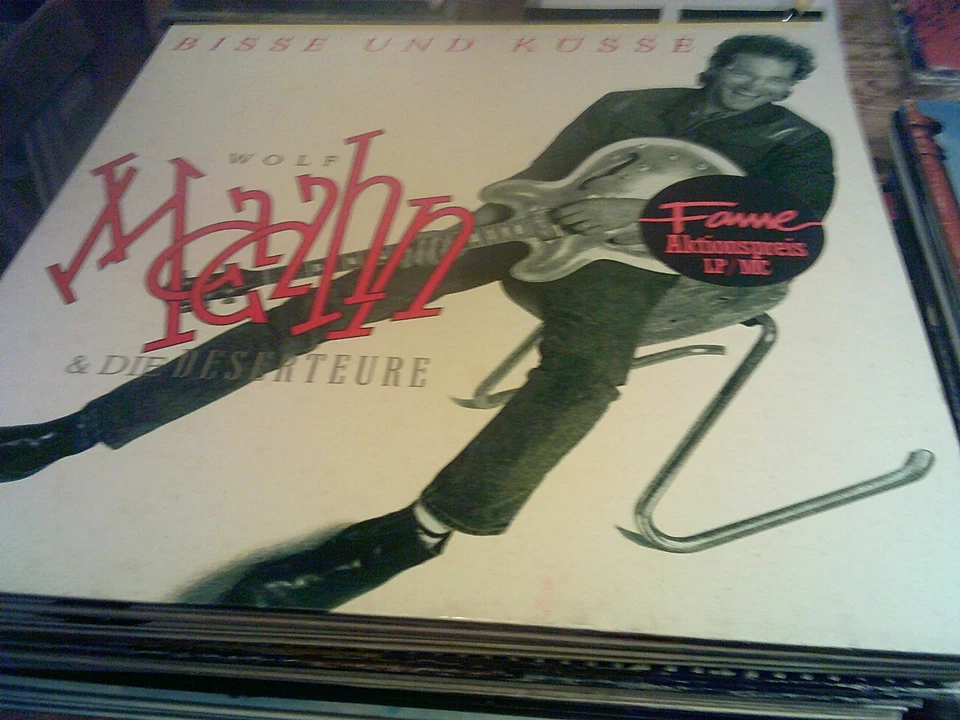 BISSE UND KÜSSE
WOLF
Maahn
& DIE DESERTEURE
Fame
Aktionspreis
LP/MC